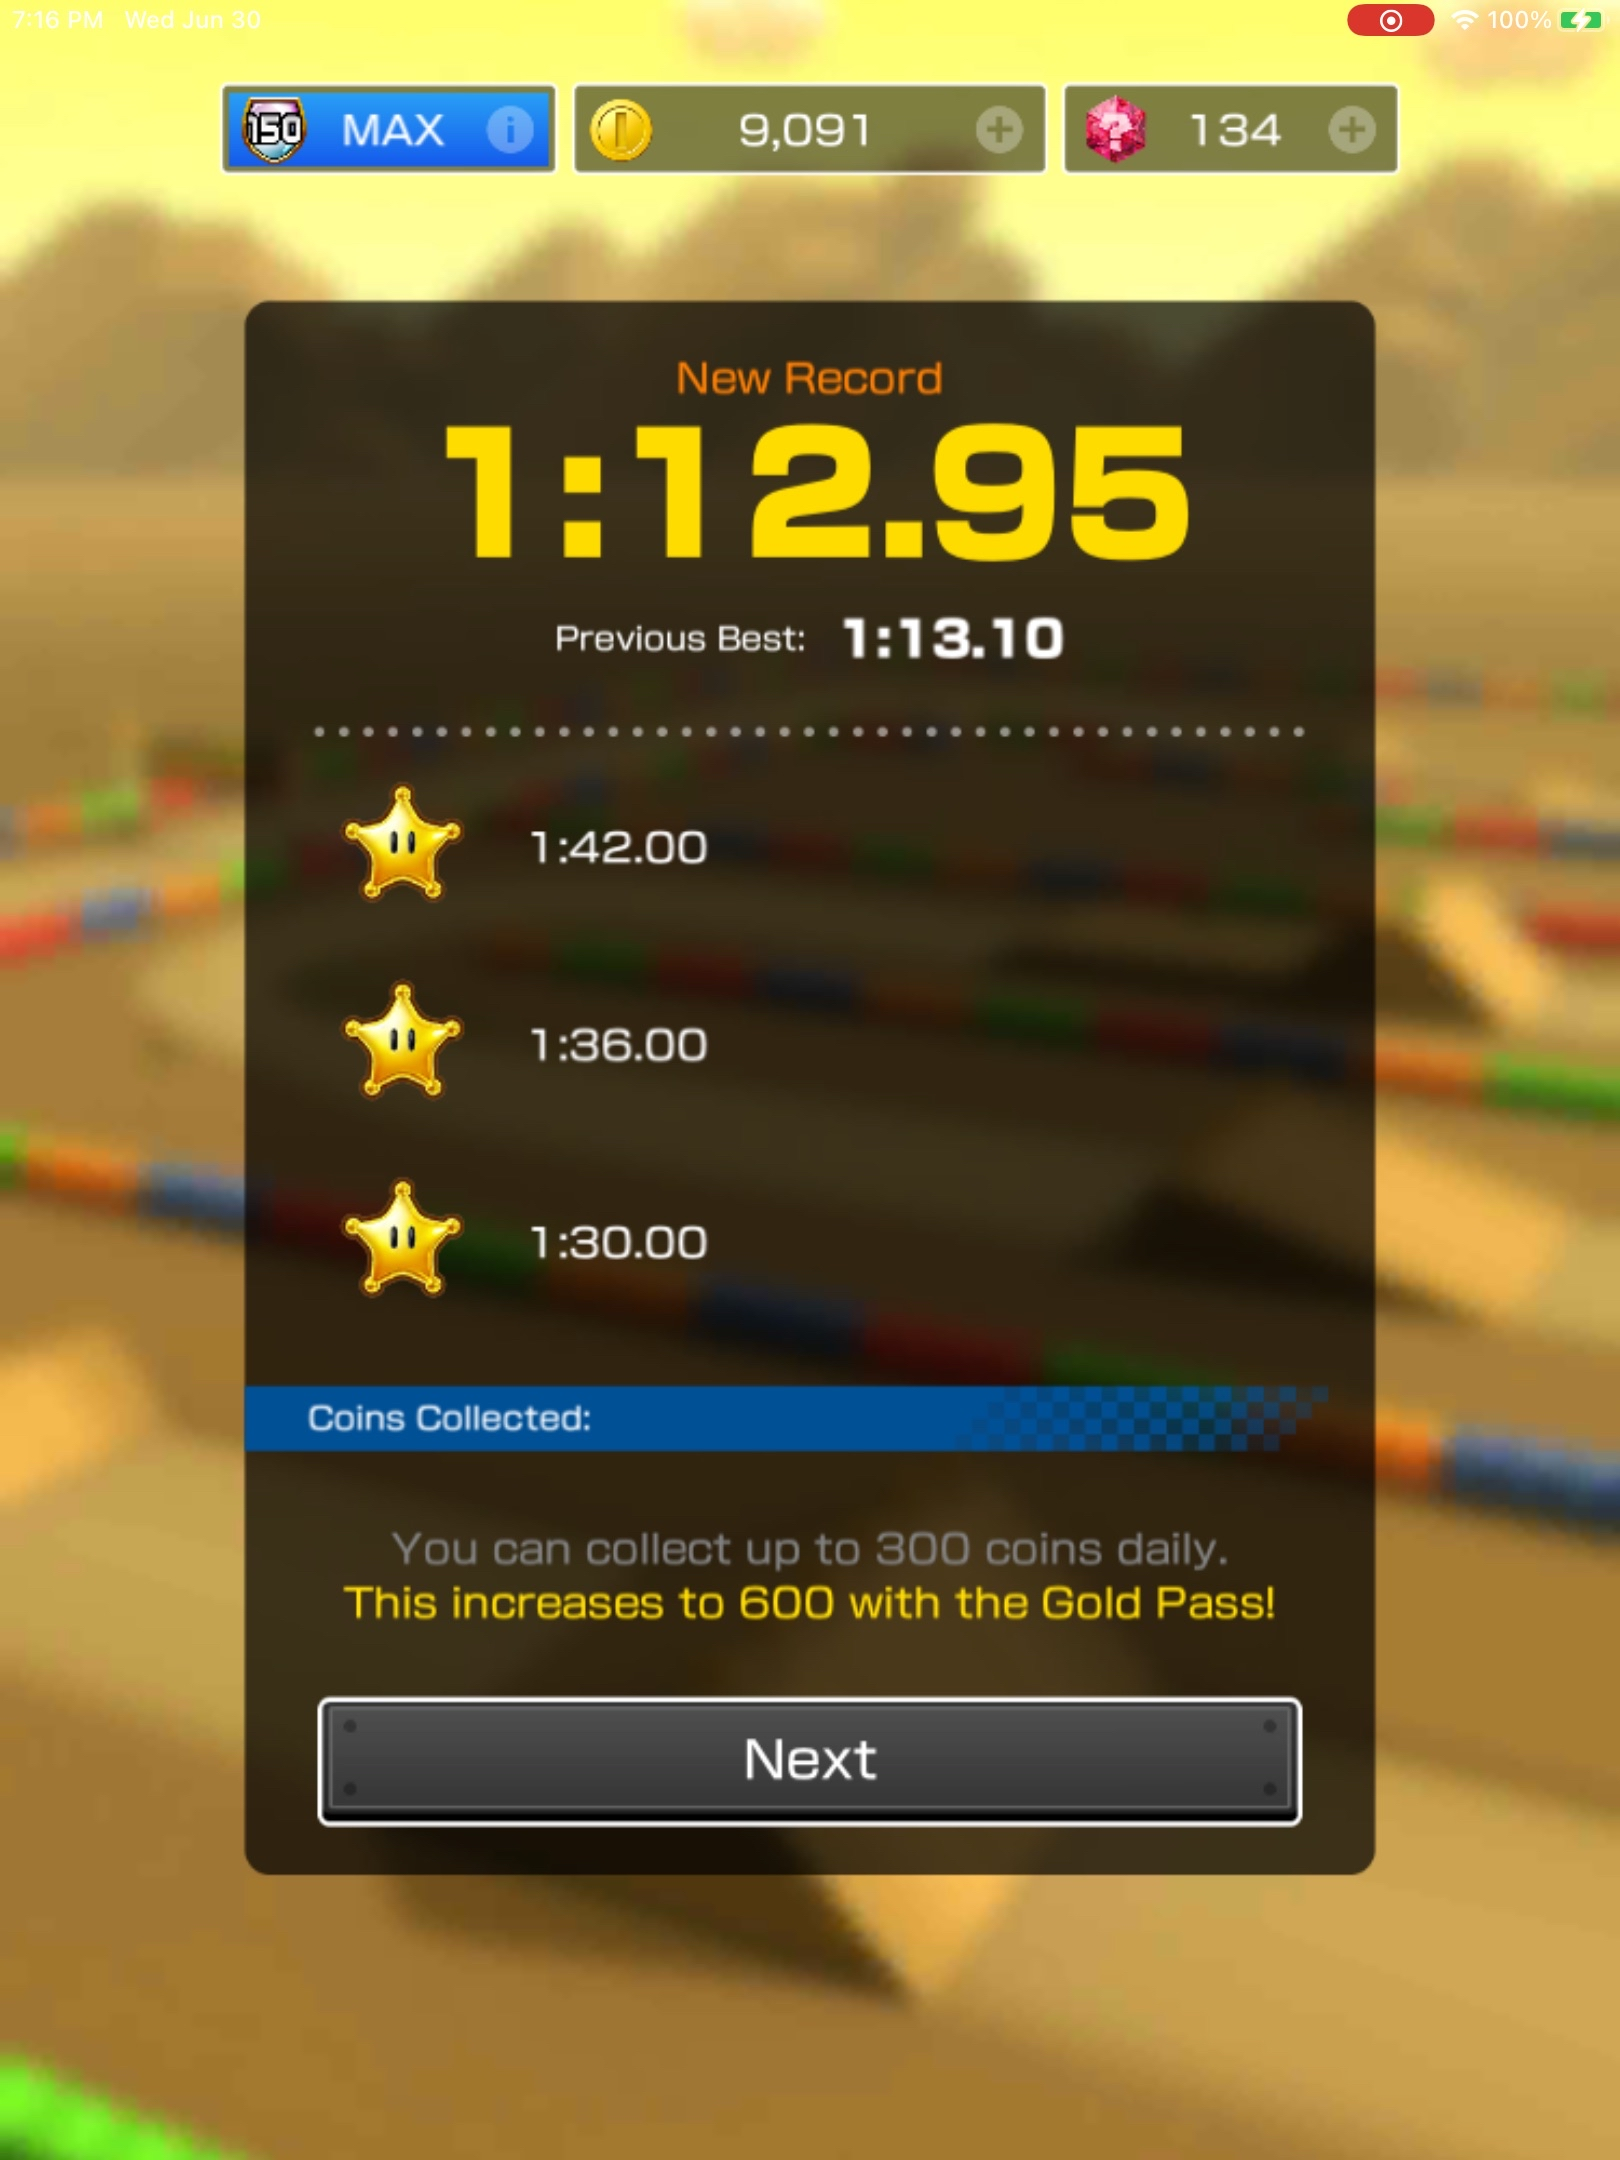 7:16 PM Wed Jun 30
100%
150 MAX i 9,091 + ? 134 +
New Record
1:12.95
Previous Best: 1:13.10
1:42.00
1:36.00
1:30.00
Coins Collected:
You can collect up to 300 coins daily.
This increases to 600 with the Gold Pass!
Next